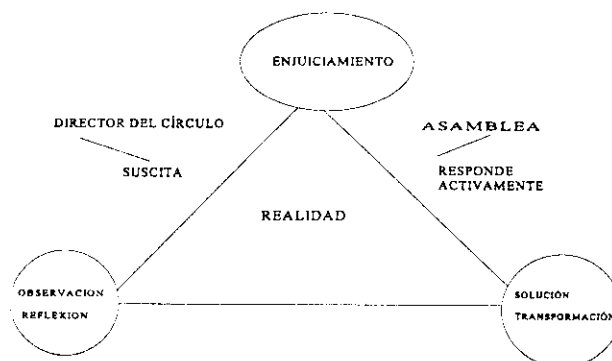 ENJUICIAMIENTO
DIRECTOR DEL CÍRCULO
SUSCITA
ASAMBLEA
RESPONDE
ACTIVAMENTE
REALIDAD
OBSERVACION
REFLEXION
SOLUCIÓN
TRANSFORMACIÓN